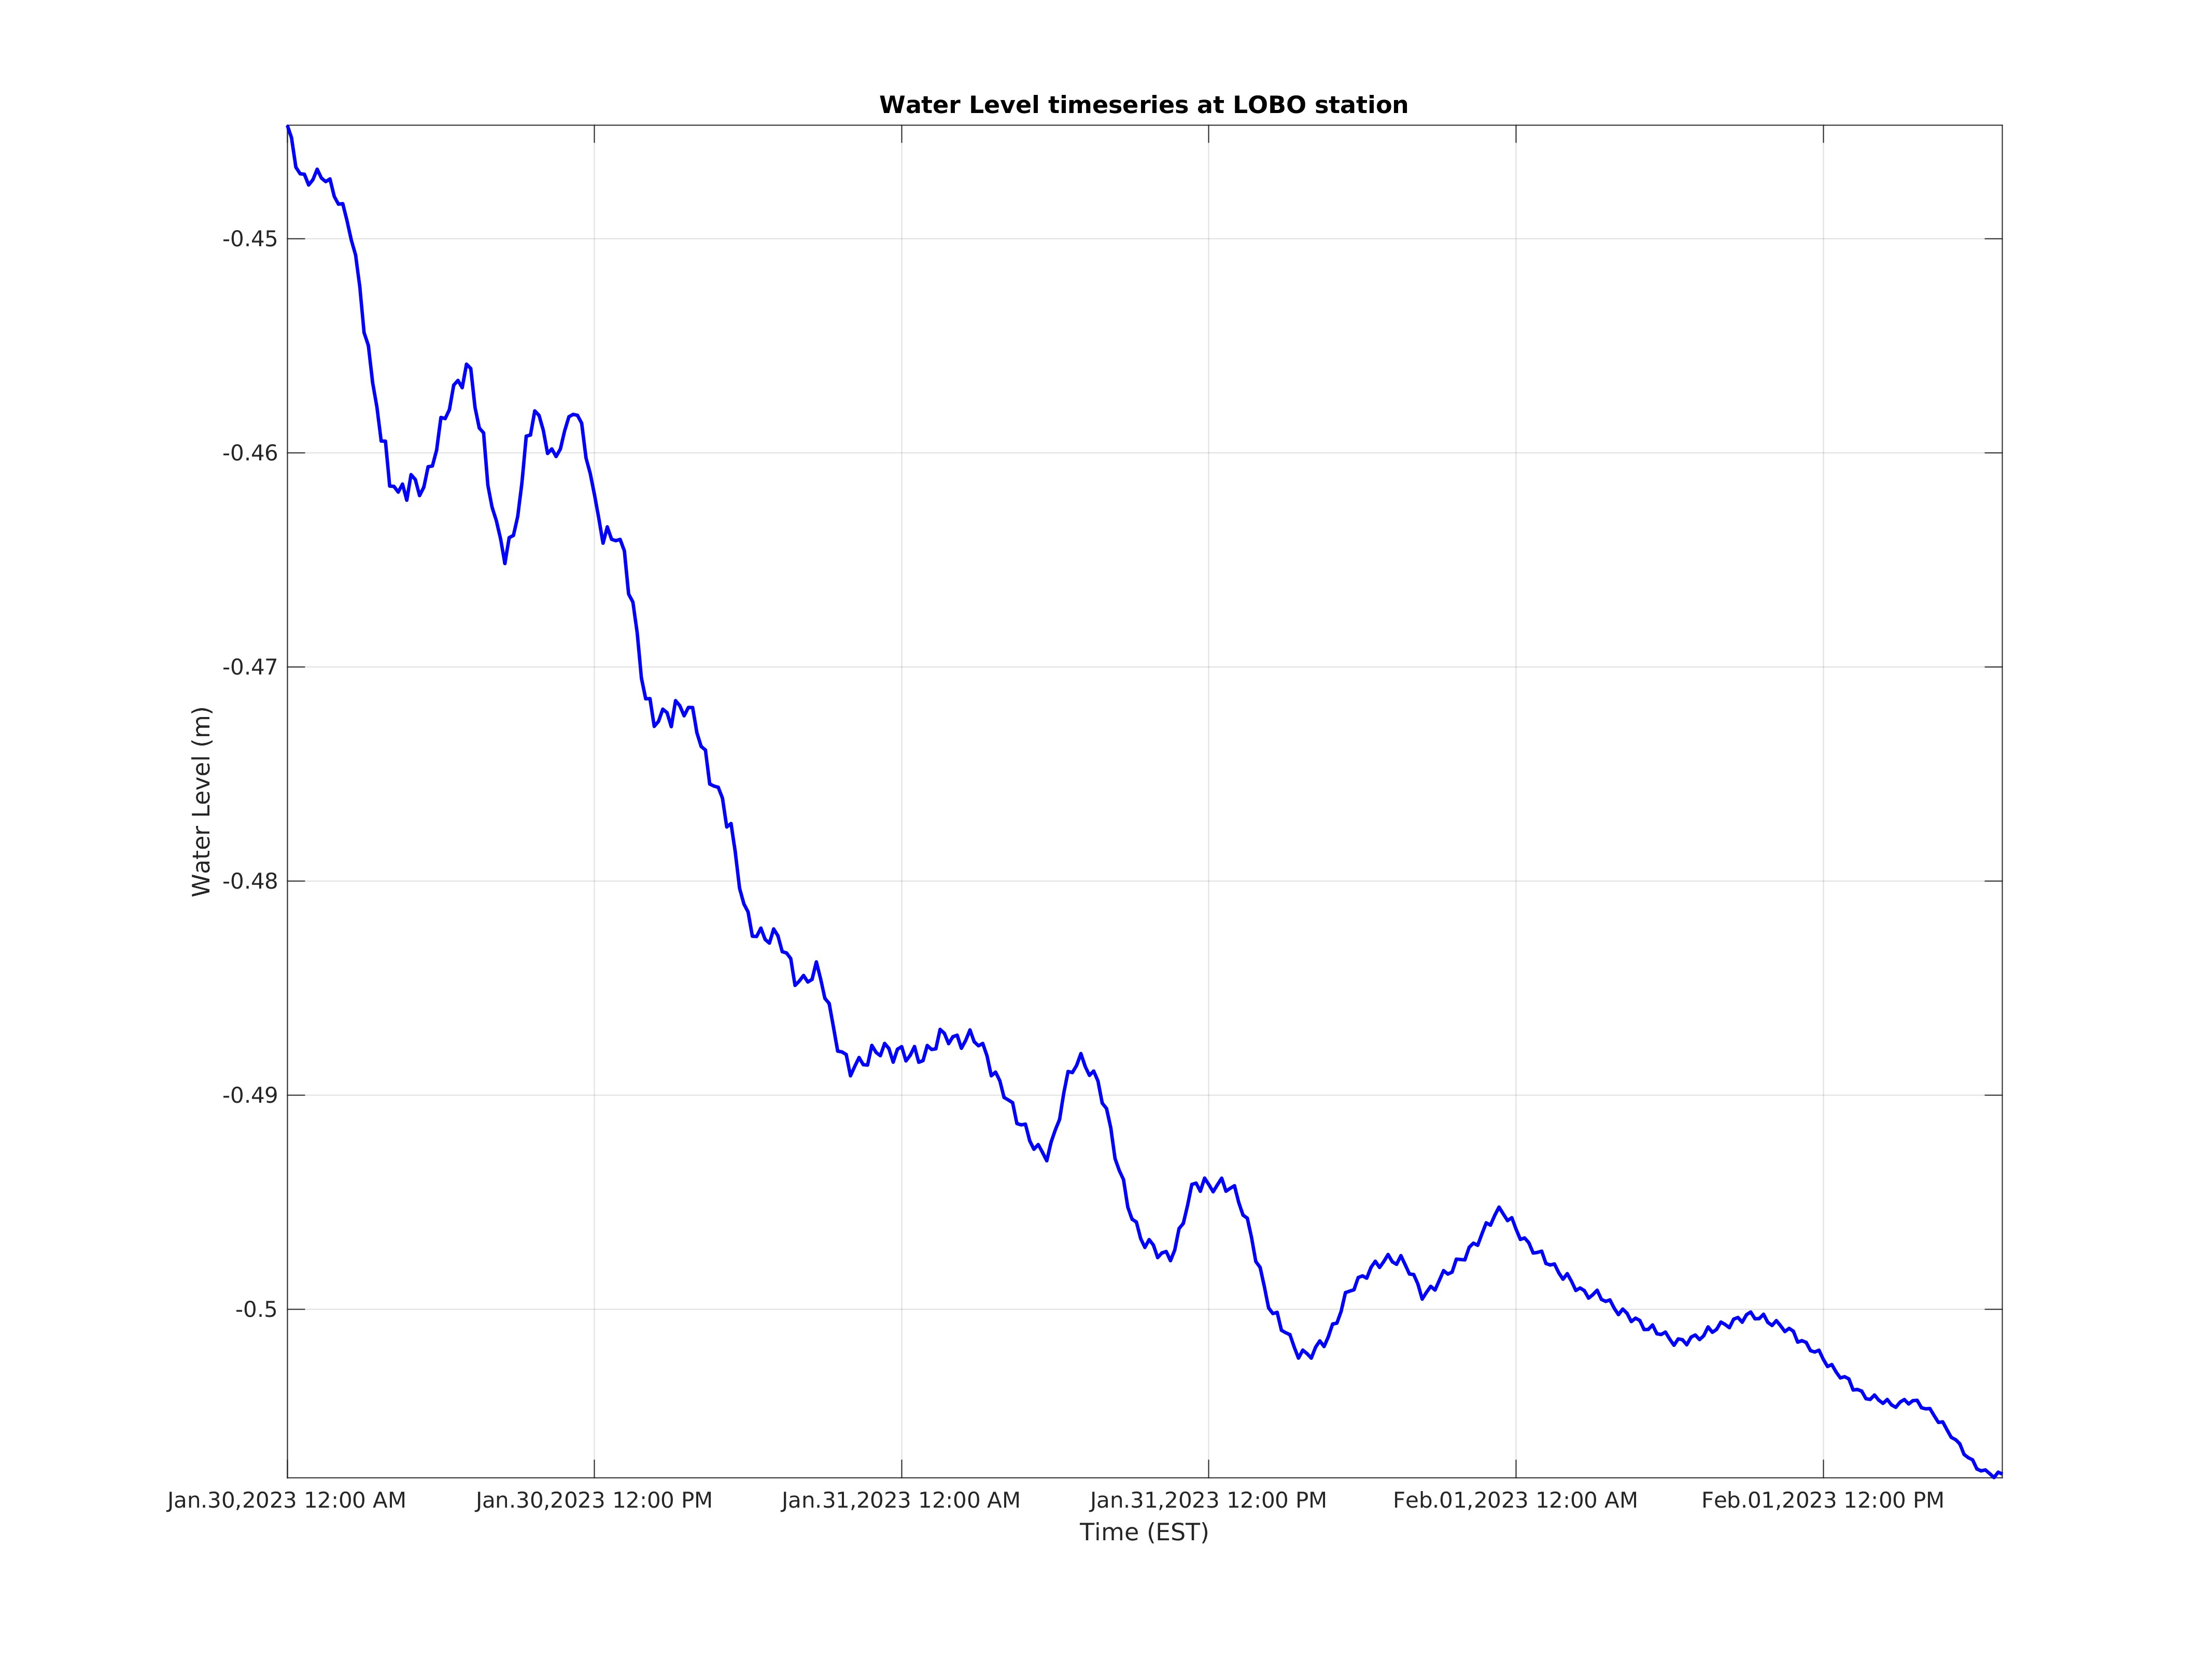 Water Level timeseries at LOBO station
-0.45
-0.46
-0.47
-0.48
-0.49
-0.5
Water Level (m)
Jan.30,2023 12:00 AM
Jan.30,2023 12:00 PM
Jan.31,2023 12:00 AM
Jan.31,2023 12:00 PM
Feb.01,2023 12:00 AM
Feb.01,2023 12:00 PM
Time (EST)